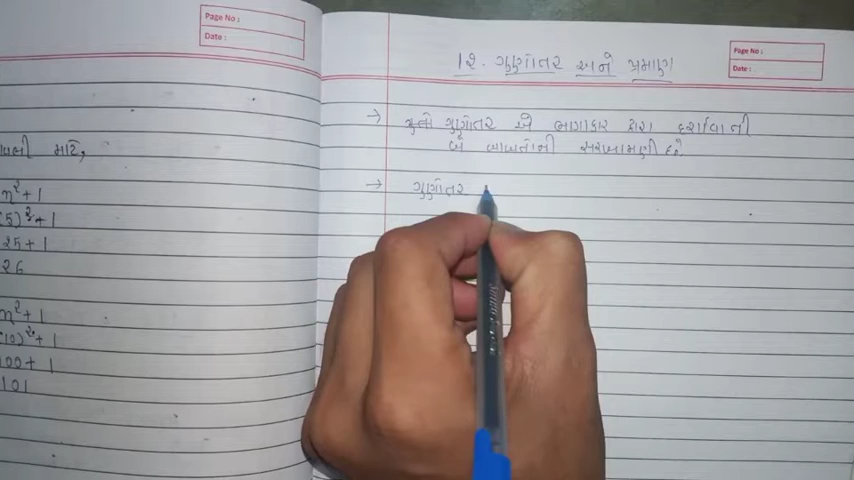 Page No :
Date :
માટે,
n²+1
(5)²+1
25+1
26
n²+1
(10)²+1
100+1
101
12. ગુણોતર અને પ્રમાણ
Page No :
Date :
→ ગુણોતર એ ભાગાકાર દ્વારા દર્શાવાતી
બે બાબતોની સરખામણી છે
→ ગુણોતર